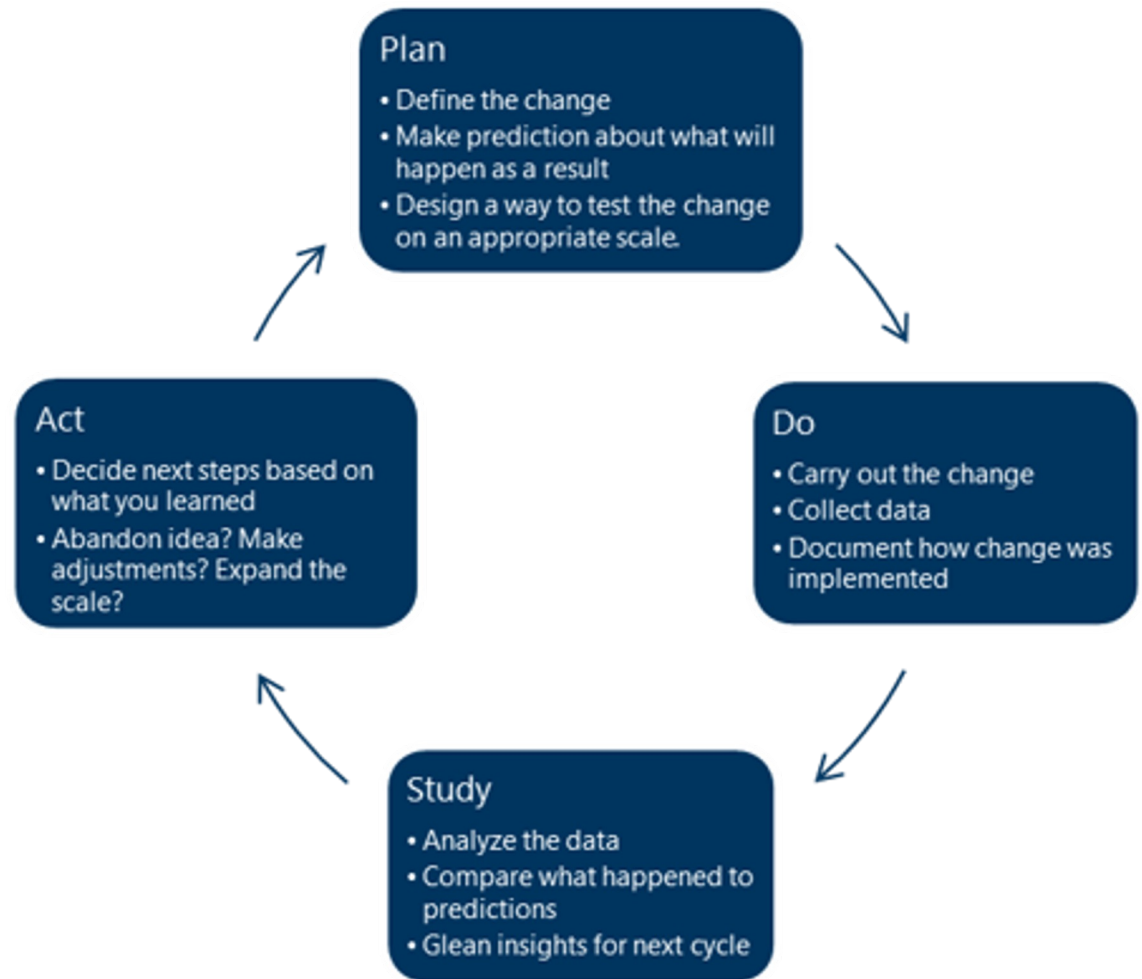 Plan
• Define the change
• Make prediction about what will
happen as a result
• Design a way to test the change
on an appropriate scale.
Do
• Carry out the change
• Collect data
• Document how change was
implemented
Study
• Analyze the data
• Compare what happened to
predictions
• Glean insights for next cycle
Act
• Decide next steps based on
what you learned
• Abandon idea? Make
adjustments? Expand the
scale?